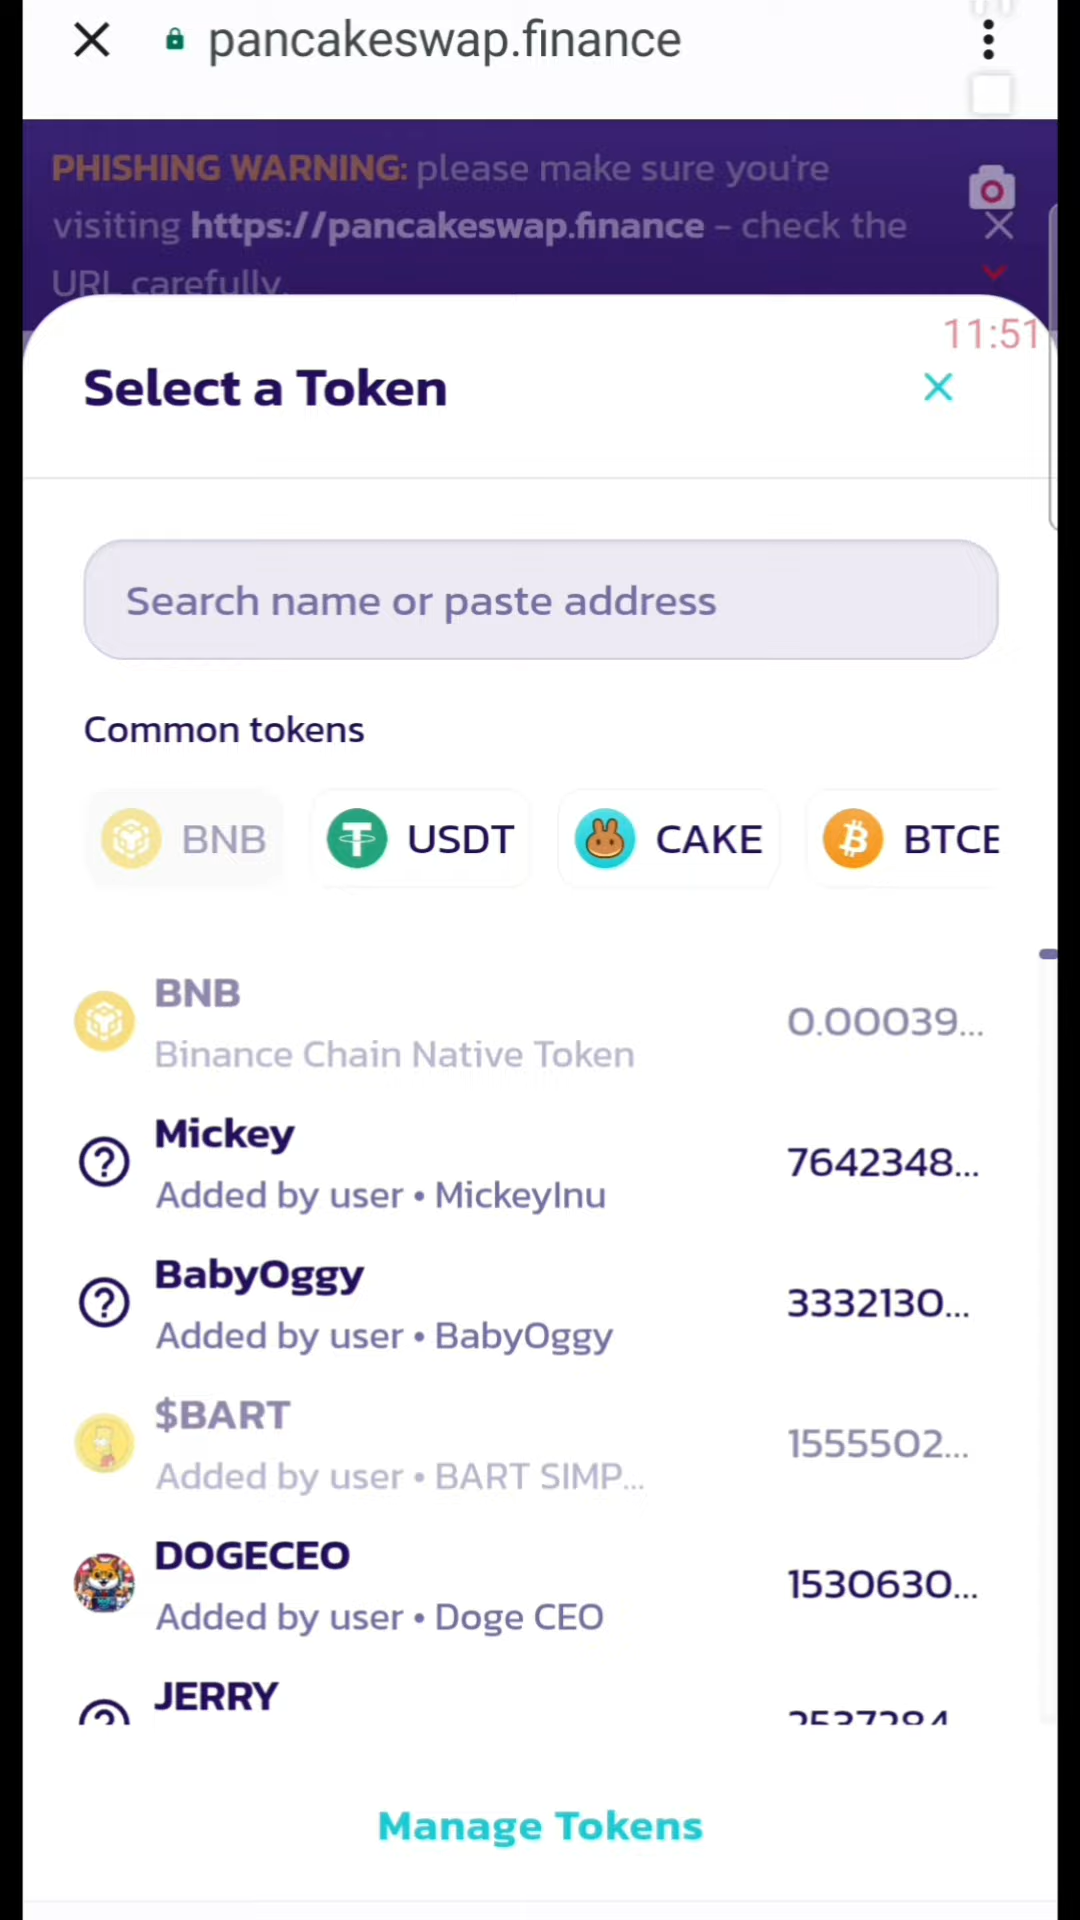 pancakeswap.finance
PHISHING WARNING: please make sure you're
visiting https://pancakeswap.finance - check the
URL carefully.
11:51
Select a Token
Search name or paste address
Common tokens
BNB USDT CAKE BTCB
BNB 0.00039...
Binance Chain Native Token
Mickey 7642348...
Added by user • MickeyInu
BabyOggy 3332130...
Added by user • BabyOggy
$BART 1555502...
Added by user • BART SIMP...
DOGECEO 1530630...
Added by user • Doge CEO
JERRY 2537284
Manage Tokens